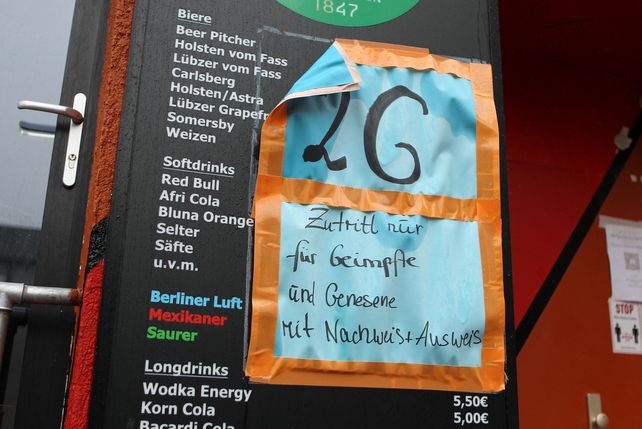 1847
Biere
Beer Pitcher
Holsten vom Fass
Lübzer vom Fass
Carlsberg
Holsten/Astra
Lübzer Grapefr
Somersby
Weizen
Softdrinks
Red Bull
Afri Cola
Bluna Orange
Selter
Säfte
u.v.m.
Berliner Luft
Mexikaner
Saurer
Longdrinks
Wodka Energy 5,50€
Korn Cola 5,00€
Bacardi Cola
2G
Zutritt nur
für Geimpfte
und Genesene
mit Nachweis+Ausweis
STOP